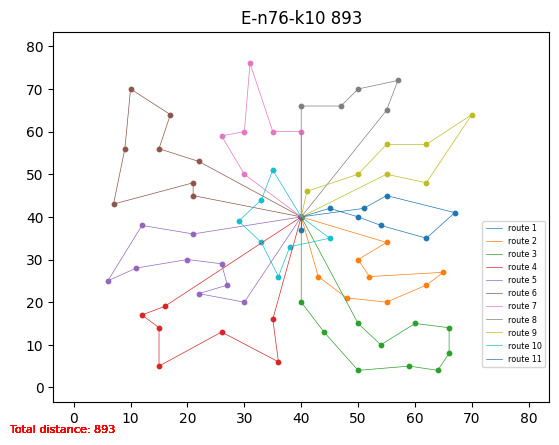 E-n76-k10 893
80
70
60
50
40
30
20
10
0
0 10 20 30 40 50 60 70 80
route 1
route 2
route 3
route 4
route 5
route 6
route 7
route 8
route 9
route 10
route 11
Total distance: 893